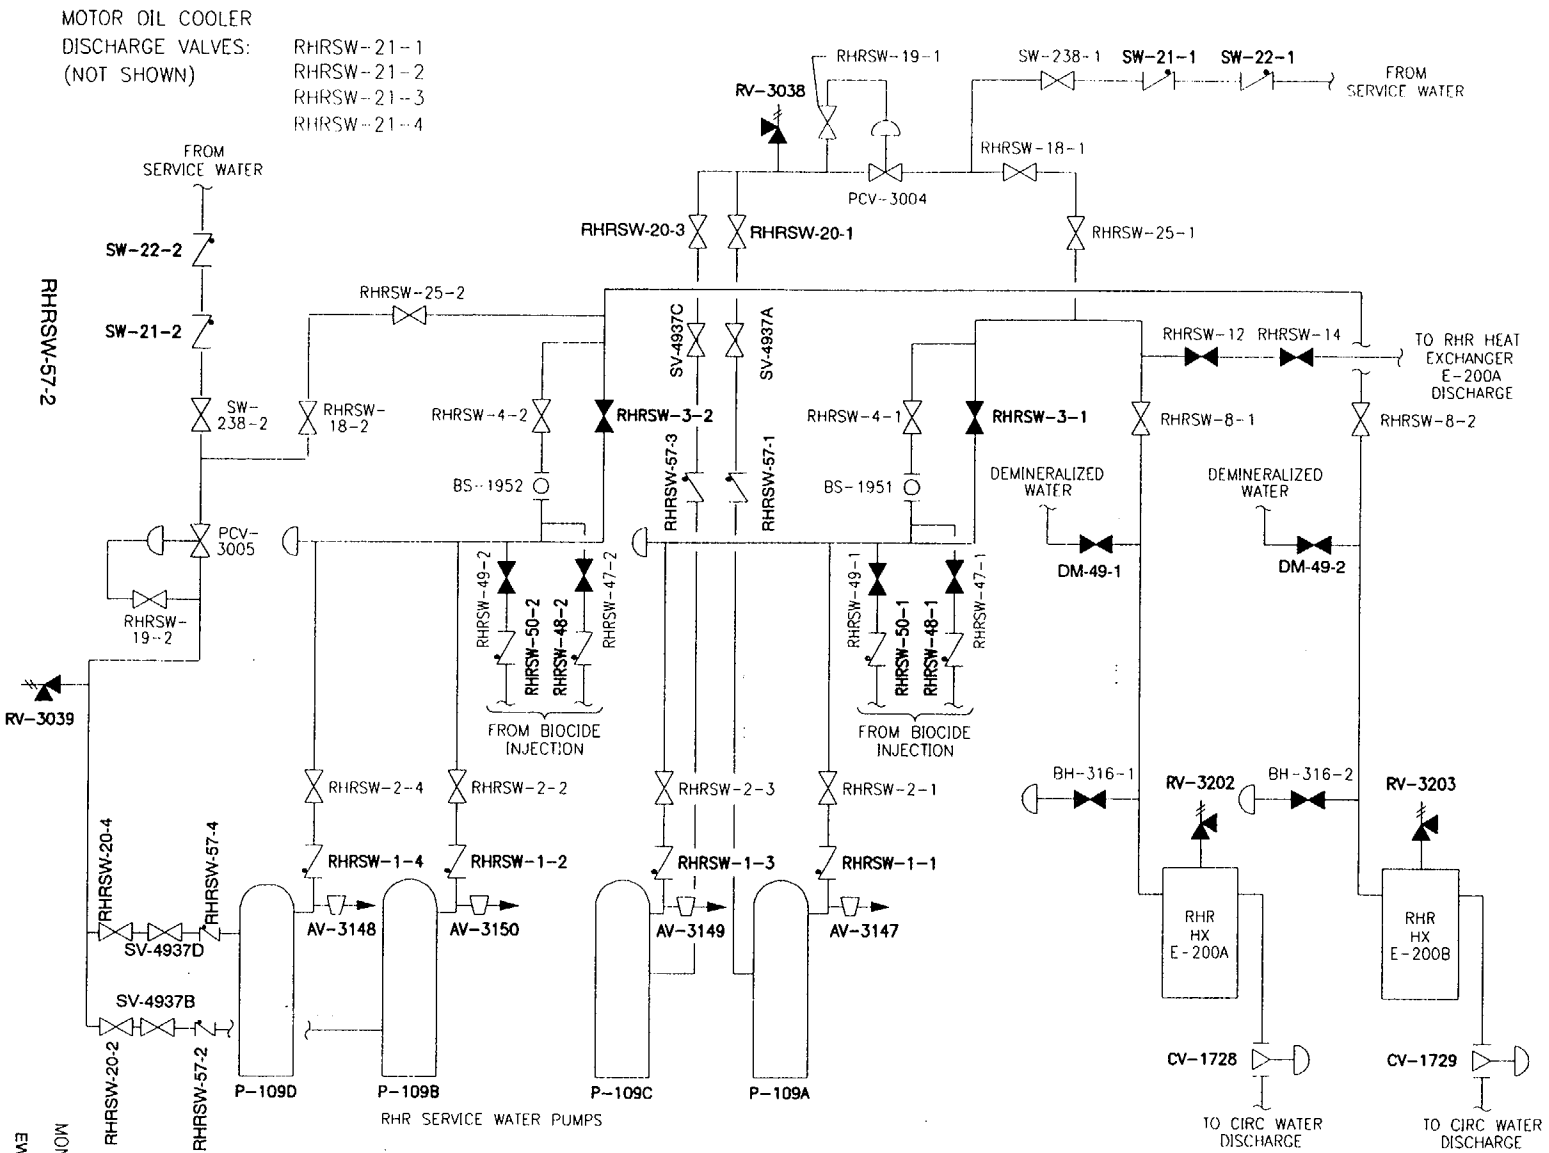 MOTOR OIL COOLER
DISCHARGE VALVES:
(NOT SHOWN)
RHRSW-21-1
RHRSW-21-2
RHRSW-21-3
RHRSW-21-4
RHRSW-19-1
SW-238-1
SW-21-1
SW-22-1
FROM
SERVICE WATER
RV-3038
FROM
SERVICE WATER
RHRSW-18-1
PCV-3004
SW-22-2
RHRSW-20-3
RHRSW-20-1
RHRSW-25-1
RHRSW-57-2
RHRSW-25-2
SW-21-2
SV-4937C
SV-4937A
RHRSW-12
RHRSW-14
TO RHR HEAT
EXCHANGER
E-200A
DISCHARGE
SW-
238-2
RHRSW-
18-2
RHRSW-4-2
RHRSW-3-2
RHRSW-4-1
RHRSW-3-1
RHRSW-8-1
RHRSW-8-2
RHRSW-57-3
RHRSW-57-1
BS-1952
BS-1951
DEMINERALIZED
WATER
DEMINERALIZED
WATER
PCV-
3005
RHRSW-49-2
RHRSW-47-2
RHRSW-49-1
RHRSW-47-1
DM-49-1
DM-49-2
RHRSW-
19-2
RHRSW-50-2
RHRSW-48-2
RHRSW-50-1
RHRSW-48-1
RV-3039
FROM BIOCIDE
INJECTION
FROM BIOCIDE
INJECTION
RHRSW-2-4
RHRSW-2-2
RHRSW-2-3
RHRSW-2-1
BH-316-1
RV-3202
BH-316-2
RV-3203
RHRSW-20-4
RHRSW-57-4
RHRSW-1-4
RHRSW-1-2
RHRSW-1-3
RHRSW-1-1
AV-3148
AV-3150
AV-3149
AV-3147
SV-4937D
RHR
HX
E-200A
RHR
HX
E-200B
SV-4937B
RHRSW-20-2
RHRSW-57-2
CV-1728
CV-1729
P-109D
P-109B
P-109C
P-109A
RHR SERVICE WATER PUMPS
TO CIRC WATER
DISCHARGE
TO CIRC WATER
DISCHARGE